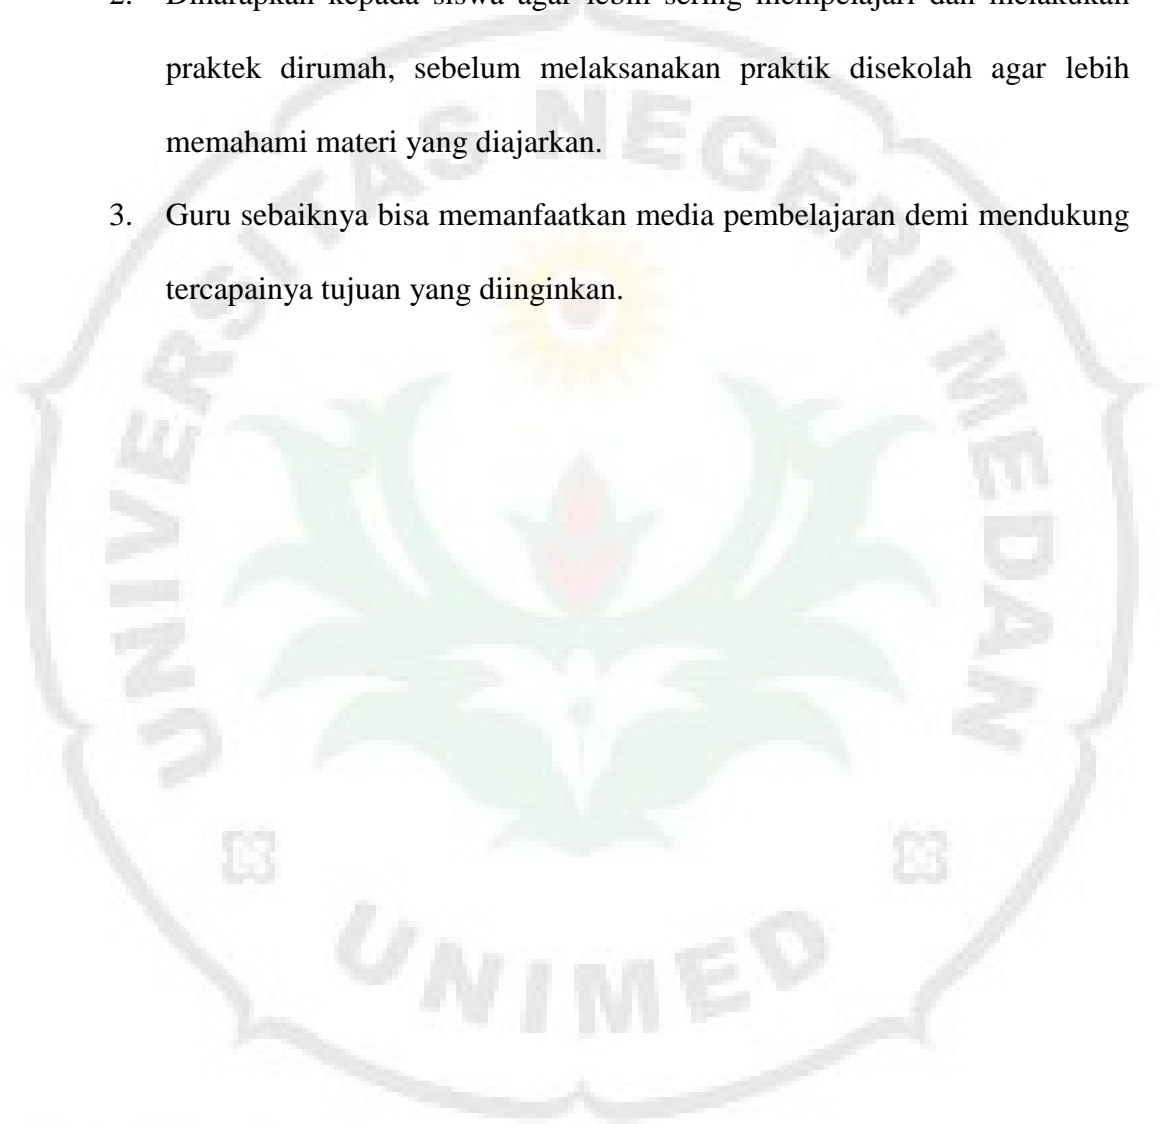 2. Diharapkan kepada siswa agar lebih sering mempelajari dan melakukan
praktek dirumah, sebelum melaksanakan praktik disekolah agar lebih
memahami materi yang diajarkan.
3. Guru sebaiknya bisa memanfaatkan media pembelajaran demi mendukung
tercapainya tujuan yang diinginkan.
UNIVERSITAS NEGERI MEDAN
UNIMED